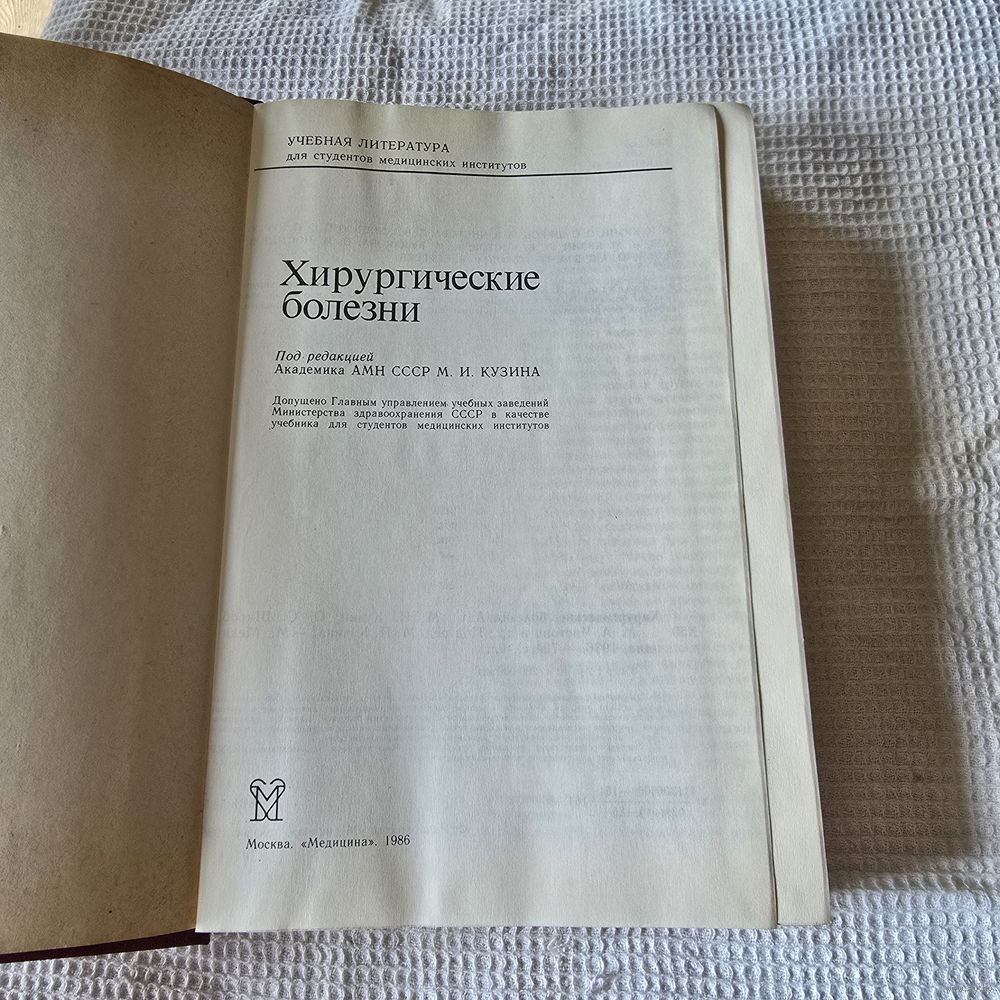 УЧЕБНАЯ ЛИТЕРАТУРА
для студентов медицинских институтов
Хирургические
болезни
Под редакцией
Академика АМН СССР М. И. КУЗИНА
Допущено Главным управлением учебных заведений
Министерства здравоохранения СССР в качестве
учебника для студентов медицинских институтов
Москва. «Медицина». 1986